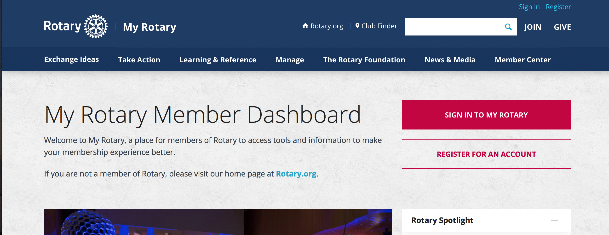 Sign In Register
Rotary My Rotary Rotary.org Club Finder JOIN GIVE
Exchange Ideas Take Action Learning & Reference Manage The Rotary Foundation News & Media Member Center
My Rotary Member Dashboard
Welcome to My Rotary, a place for members of Rotary to access tools and information to make
your membership experience better.
If you are not a member of Rotary, please visit our home page at Rotary.org.
SIGN IN TO MY ROTARY
REGISTER FOR AN ACCOUNT
Rotary Spotlight